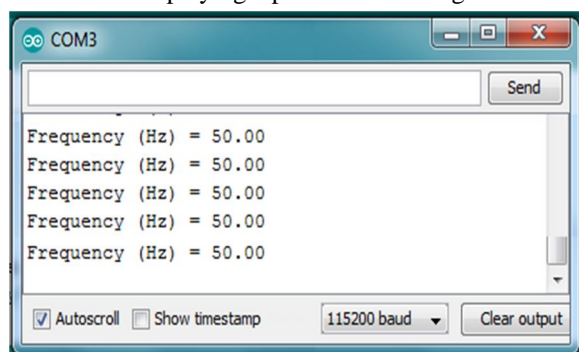 COM3
Send
Frequency (Hz) = 50.00
Frequency (Hz) = 50.00
Frequency (Hz) = 50.00
Frequency (Hz) = 50.00
Frequency (Hz) = 50.00
Autoscroll Show timestamp 115200 baud Clear output